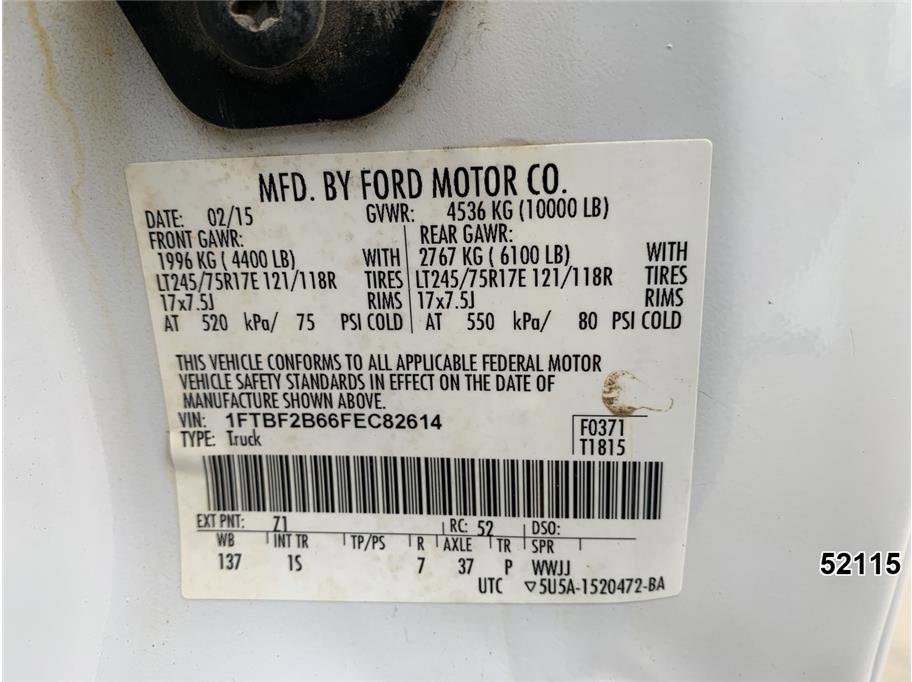 MFD. BY FORD MOTOR CO.
DATE: 02/15 GVWR: 4536 KG (10000 LB)
FRONT GAWR: REAR GAWR:
1996 KG ( 4400 LB) WITH 2767 KG ( 6100 LB) WITH
LT245/75R17E 121/118R TIRES LT245/75R17E 121/118R TIRES
17x7.5J RIMS 17x7.5J RIMS
AT 520 kPa/ 75 PSI COLD AT 550 kPa/ 80 PSI COLD
THIS VEHICLE CONFORMS TO ALL APPLICABLE FEDERAL MOTOR
VEHICLE SAFETY STANDARDS IN EFFECT ON THE DATE OF
MANUFACTURE SHOWN ABOVE.
VIN: 1FTBF2B66FEC82614 F0371
TYPE: Truck T1815
EXT PNT: Z1 RC: 52 DSO:
WB INT TR TP/PS R AXLE TR SPR
137 1S 7 37 P WWJJ
UTC ▽5U5A-1520472-BA
52115